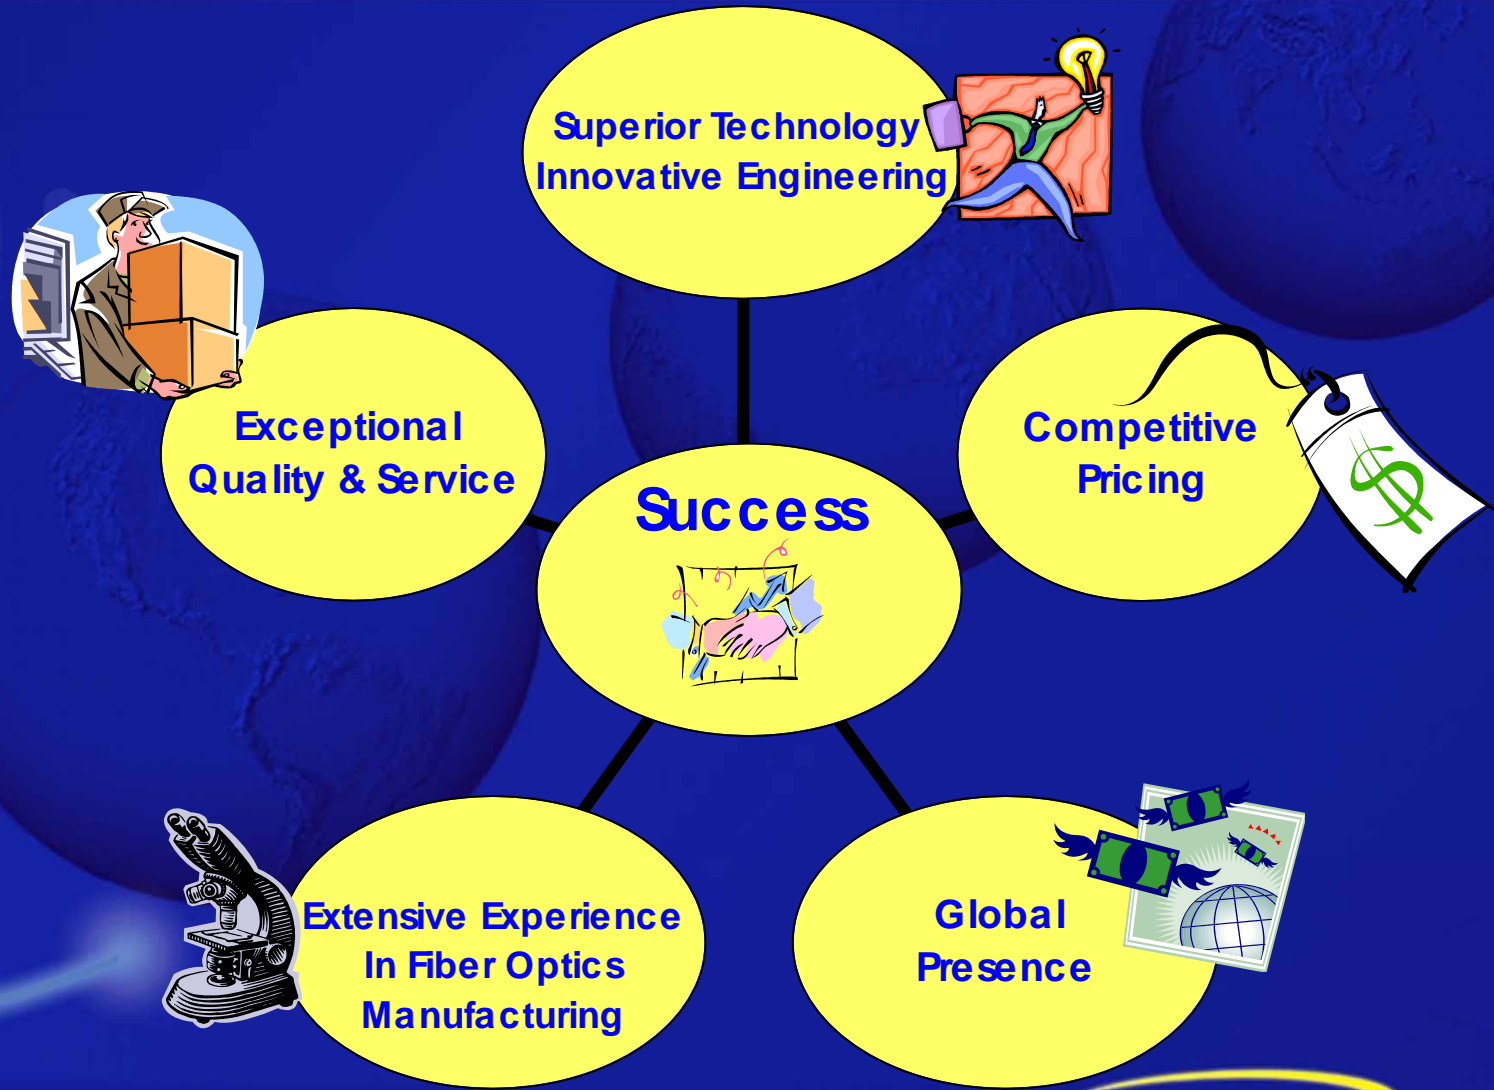 Superior Technology
Innovative Engineering
Exceptional
Quality & Service
Competitive
Pricing
Success
$
Extensive Experience
In Fiber Optics
Manufacturing
Global
Presence